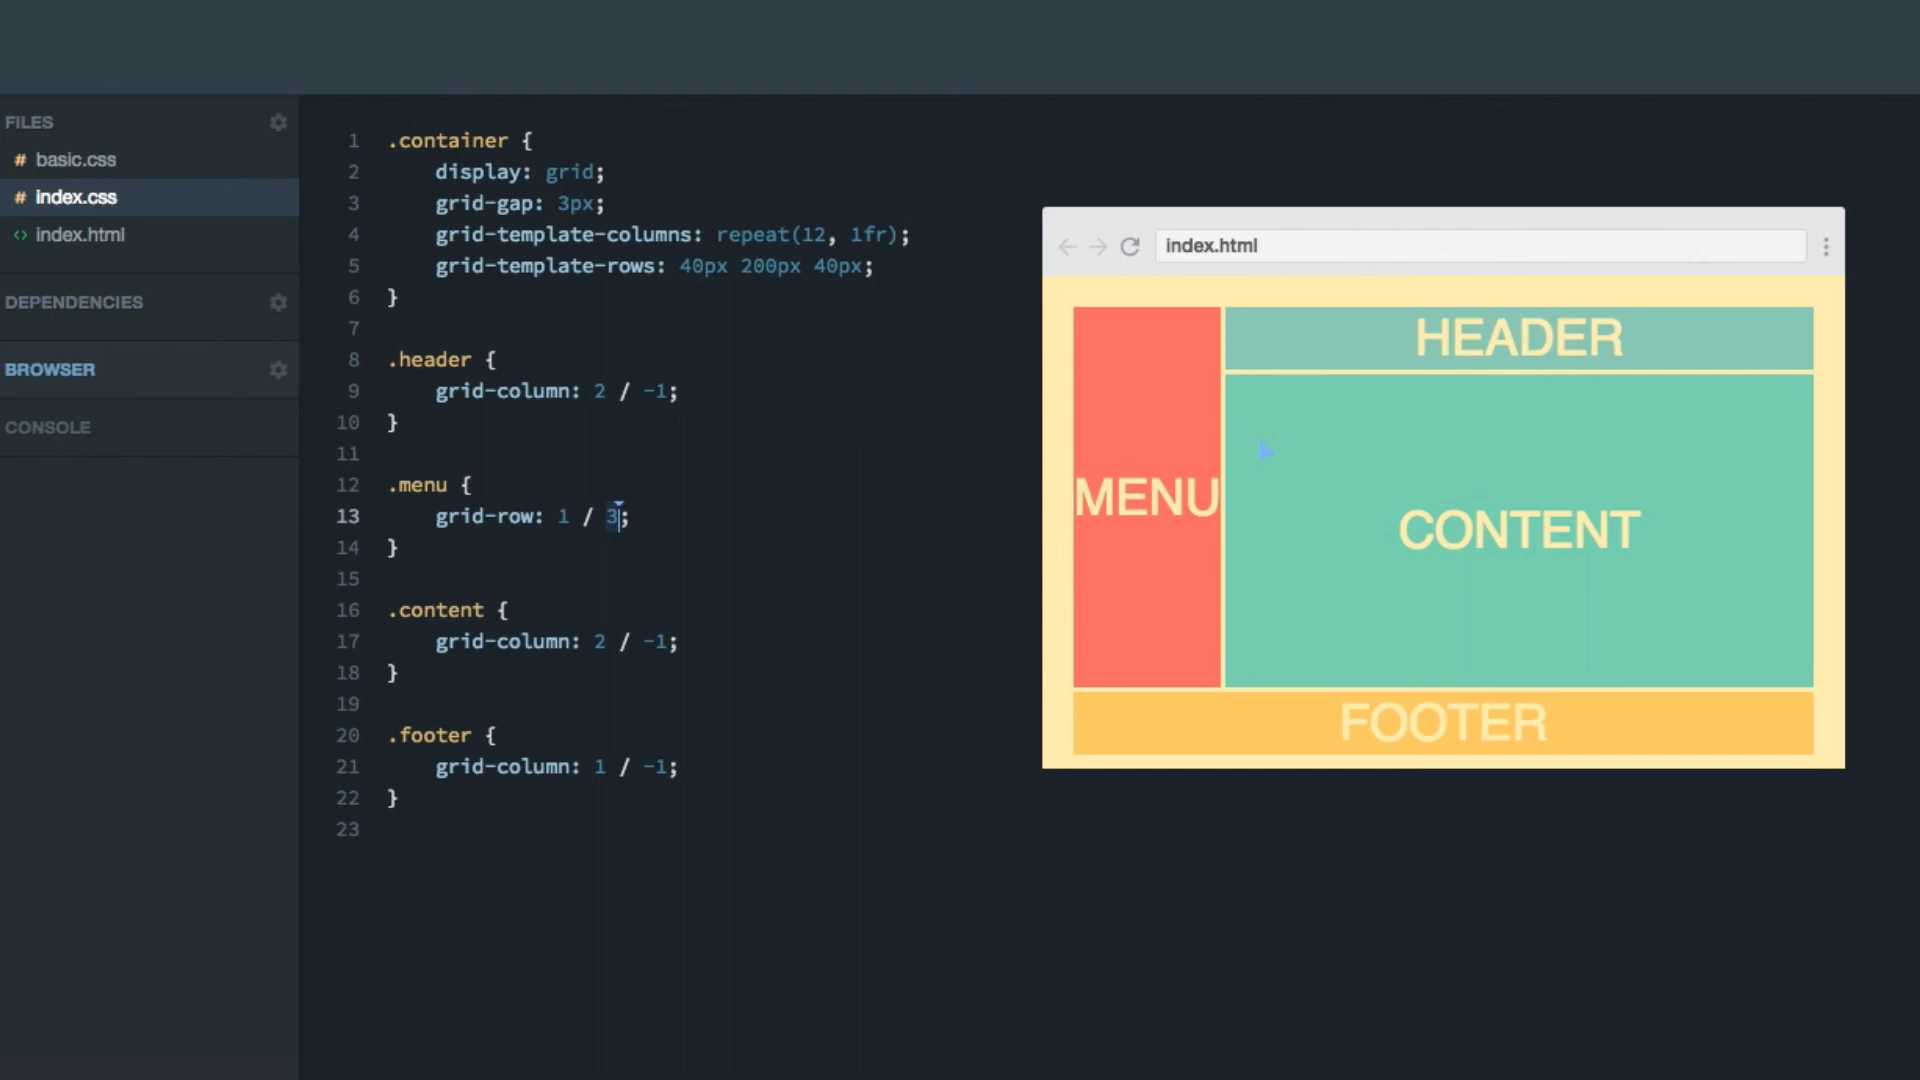 FILES
# basic.css
# index.css
<> index.html
DEPENDENCIES
BROWSER
CONSOLE
1 .container {
2 display: grid;
3 grid-gap: 3px;
4 grid-template-columns: repeat(12, 1fr);
5 grid-template-rows: 40px 200px 40px;
6 }
7
8 .header {
9 grid-column: 2 / -1;
10 }
11
12 .menu {
13 grid-row: 1 / 3;
14 }
15
16 .content {
17 grid-column: 2 / -1;
18 }
19
20 .footer {
21 grid-column: 1 / -1;
22 }
23
index.html
HEADER
MENU
CONTENT
FOOTER